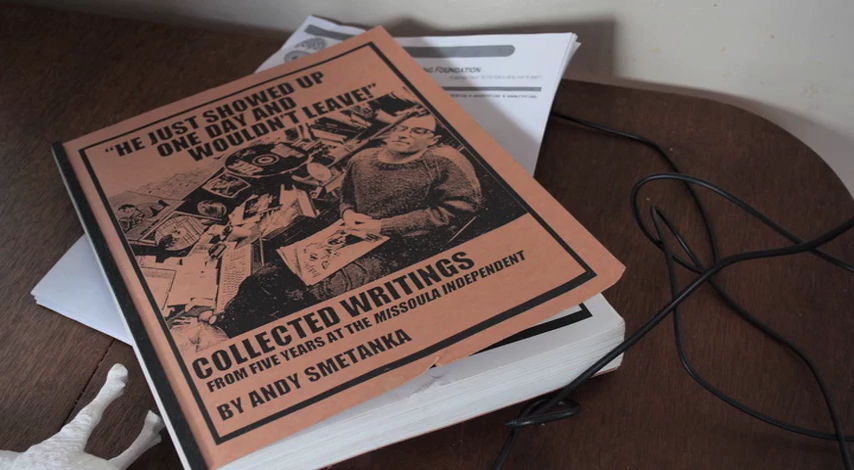 "HE JUST SHOWED UP
ONE DAY AND
WOULDN'T LEAVE!"
COLLECTED WRITINGS
FROM FIVE YEARS AT THE MISSOULA INDEPENDENT
BY ANDY SMETANKA
FOUNDATION